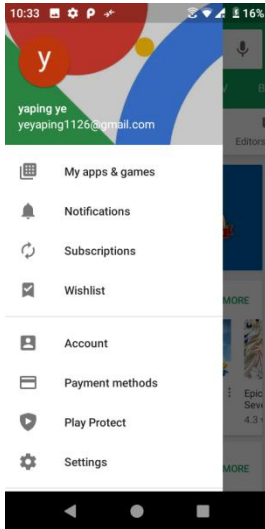 10:33
16%
y
yaping ye
yeyaping1126@gmail.com
My apps & games
Notifications
Subscriptions
Wishlist
Account
Payment methods
Play Protect
Settings
Editors
MORE
Epic
Seve
4.3
MORE